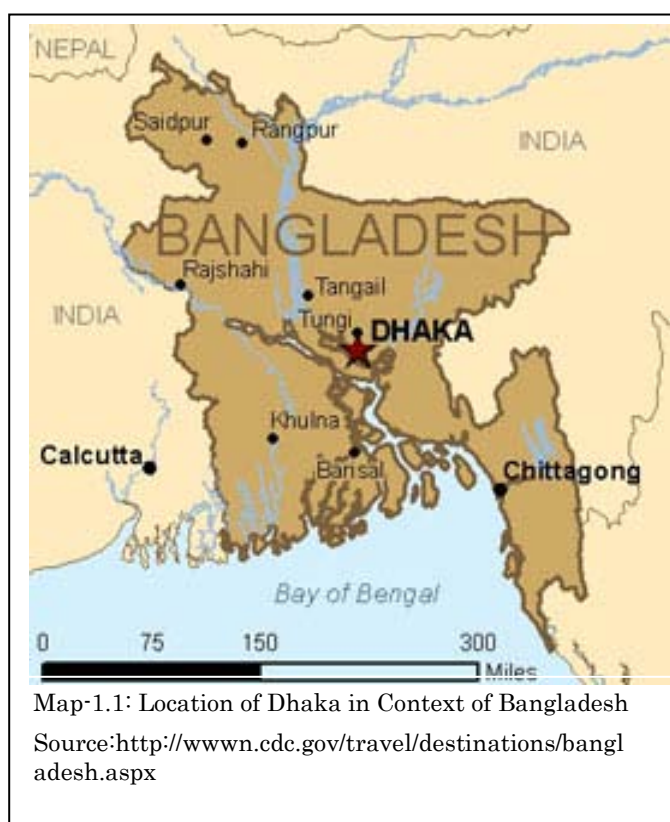 NEPAL
Saidpur
Rangpur
INDIA
BANGLADESH
Rajshahi
Tangail
INDIA
Tungi
DHAKA
Khulna
Calcutta
Barisal
Chittagong
Bay of Bengal
0 75 150 300
Miles
Map-1.1: Location of Dhaka in Context of Bangladesh
Source:http://wwwn.cdc.gov/travel/destinations/bangl
adesh.aspx